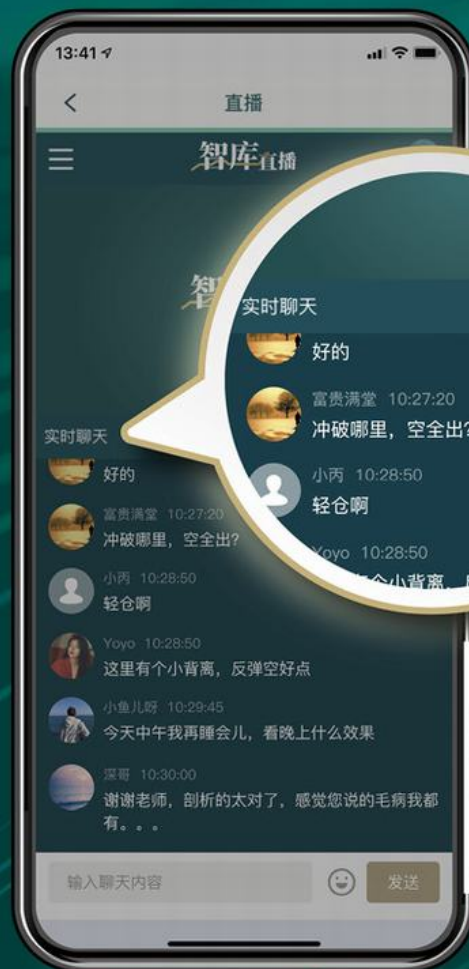 13:41
直播
智库直播
智
实时聊天
好的
富贵满堂 10:27:20
冲破哪里，空全出?
小丙 10:28:50
轻仓啊
Yoyo 10:28:50
这里有个小背离，反弹空好点
小鱼儿呀 10:29:45
今天中午我再睡会儿，看晚上什么效果
深哥 10:30:00
谢谢老师，剖析的太对了，感觉您说的毛病我都
有。。。
输入聊天内容
发送
实时聊天
好的
富贵满堂 10:27:20
冲破哪里，空全出?
小丙 10:28:50
轻仓啊
Yoyo 10:28:50
个小背离，